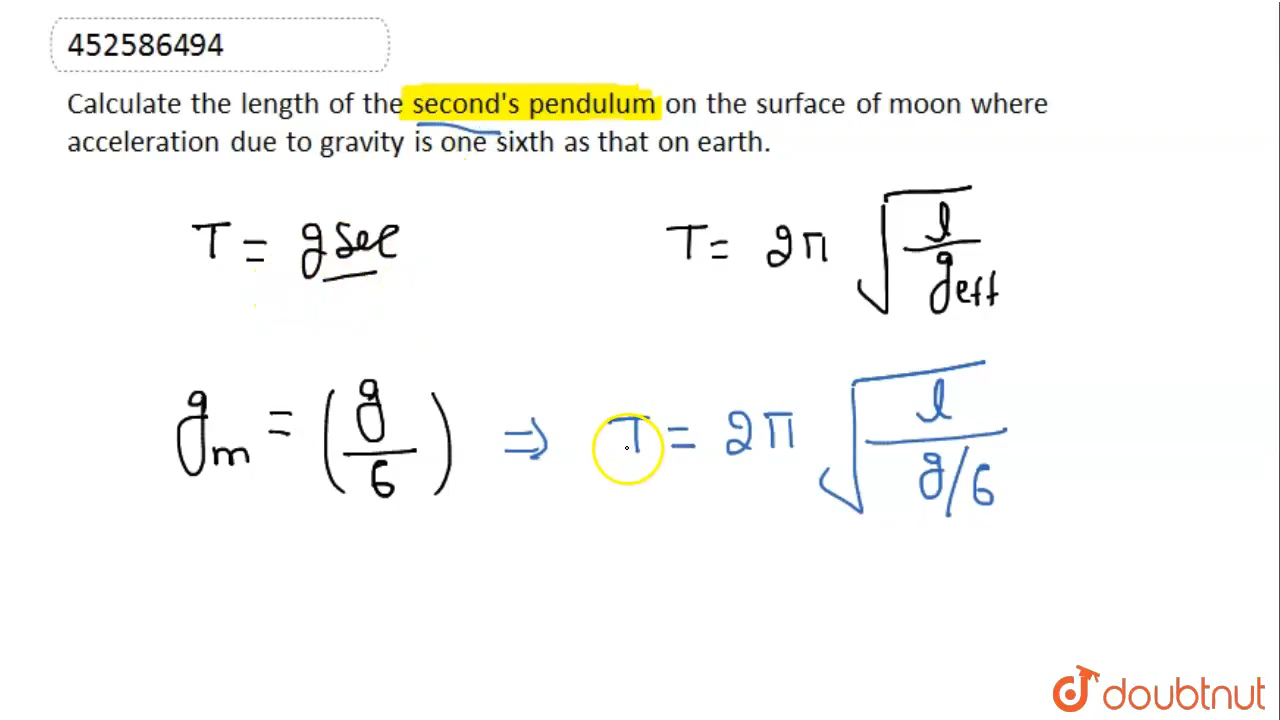 452586494
Calculate the length of the second's pendulum on the surface of moon where
acceleration due to gravity is one sixth as that on earth.
T = 2 sec T = 2π √(l/g_eff)
g_m = (g/6) ⇒ T = 2π √(l/(g/6))
doubtnut